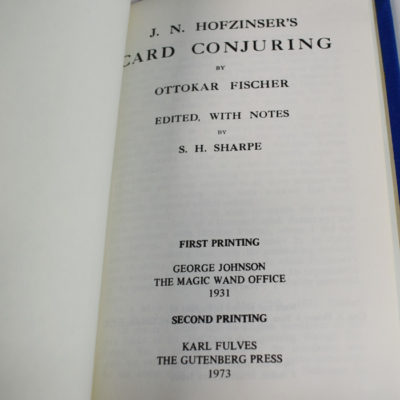 J. N. HOFZINSER'S
CARD CONJURING
BY
OTTOKAR FISCHER
EDITED, WITH NOTES
BY
S. H. SHARPE
FIRST PRINTING
GEORGE JOHNSON
THE MAGIC WAND OFFICE
1931
SECOND PRINTING
KARL FULVES
THE GUTENBERG PRESS
1973